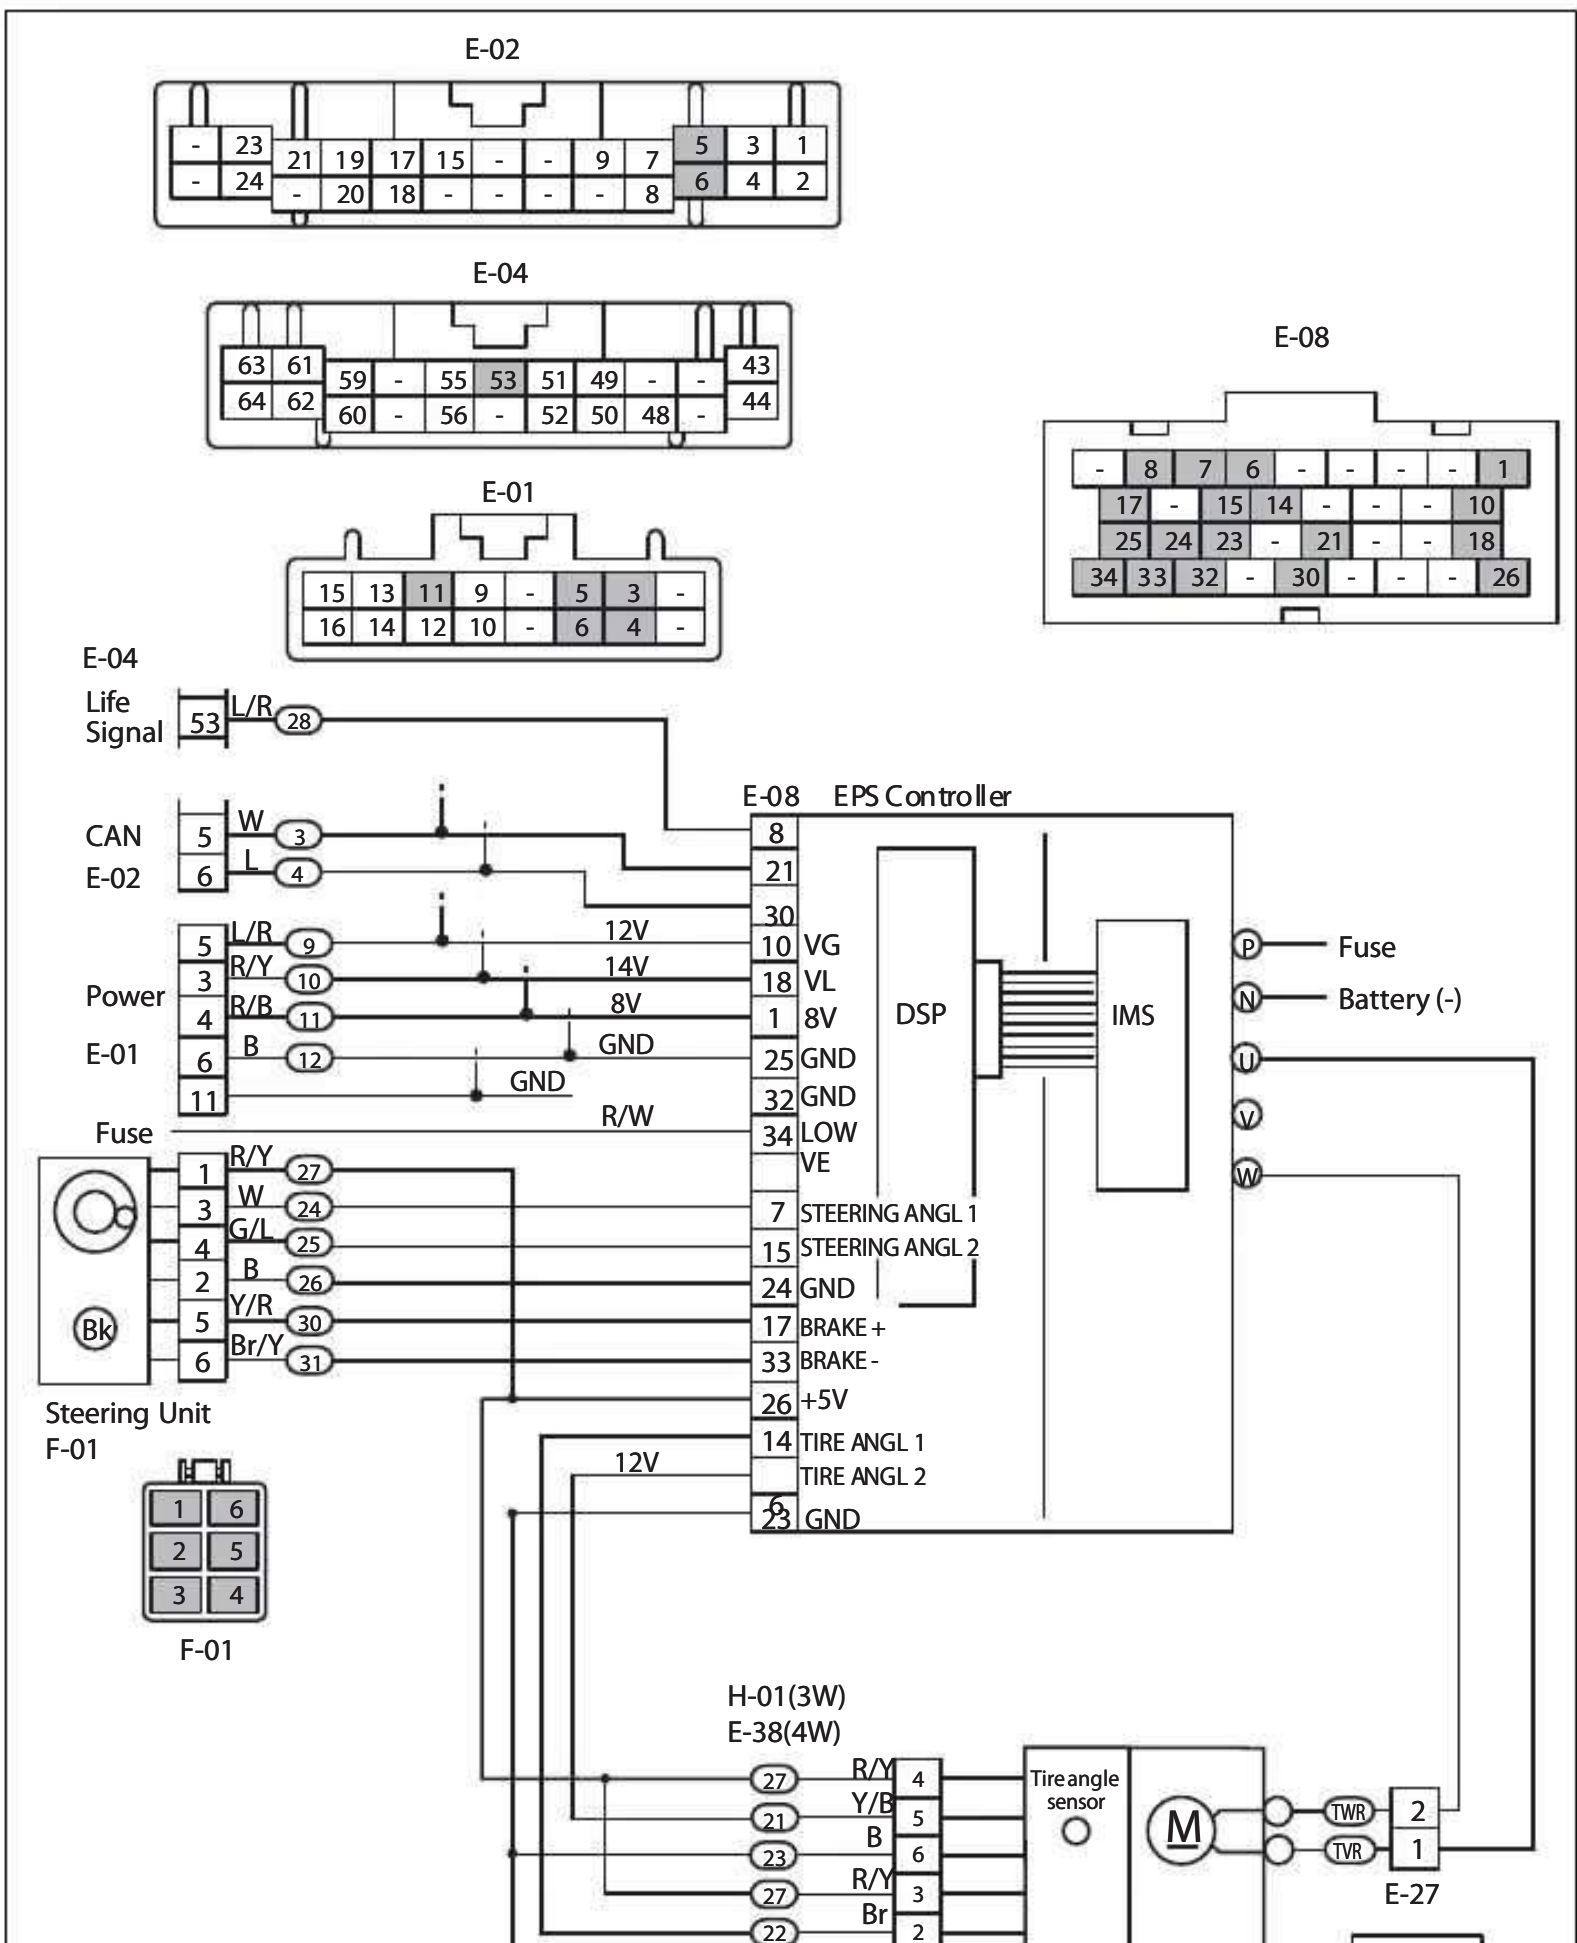 E-02
- 23 21 19 17 15 - - 9 7 5 3 1
- 24 - 20 18 - - - - 8 6 4 2
E-04
63 61 59 - 55 53 51 49 - - 43
64 62 60 - 56 - 52 50 48 - 44
E-01
15 13 11 9 - 5 3 -
16 14 12 10 - 6 4 -
E-08
- 8 7 6 - - - - 1
17 - 15 14 - - - 10
25 24 23 - 21 - - 18
34 33 32 - 30 - - - 26
E-04
Life
Signal
53 L/R 28
CAN
E-02
5 W 3
6 L 4
Power
E-01
5 L/R 9 12V
3 R/Y 10 14V
4 R/B 11 8V
6 B 12 GND
11 GND
Fuse R/W
1 R/Y 27
3 W 24
4 G/L 25
2 B 26
5 Y/R 30
6 Br/Y 31
Bk
Steering Unit
F-01
1 6
2 5
3 4
F-01
E-08 EPS Controller
8
21
30
10 VG
18 VL
1 8V
25 GND
32 GND
34 LOW
VE
7 STEERING ANGL 1
15 STEERING ANGL 2
24 GND
17 BRAKE +
33 BRAKE -
26 +5V
14 TIRE ANGL 1
12V
TIRE ANGL 2
6
23 GND
DSP
IMS
P Fuse
N Battery (-)
U
V
W
H-01(3W)
E-38(4W)
27 R/Y 4
21 Y/B 5
23 B 6
27 R/Y 3
22 Br 2
Tire angle
sensor
M
TWR 2
TVR 1
E-27